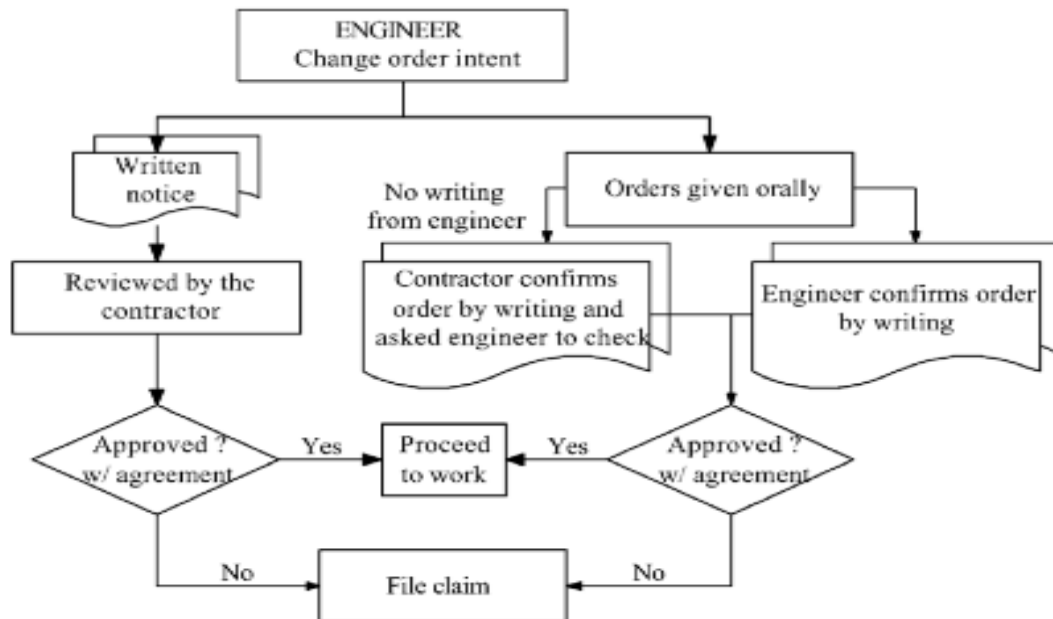 ENGINEER
Change order intent
Written
notice
Orders given orally
No writing
from engineer
Reviewed by the
contractor
Contractor confirms
order by writing and
asked engineer to check
Engineer confirms order
by writing
Approved ?
w/ agreement
Yes
Proceed
to work
Yes
Approved ?
w/ agreement
No
File claim
No